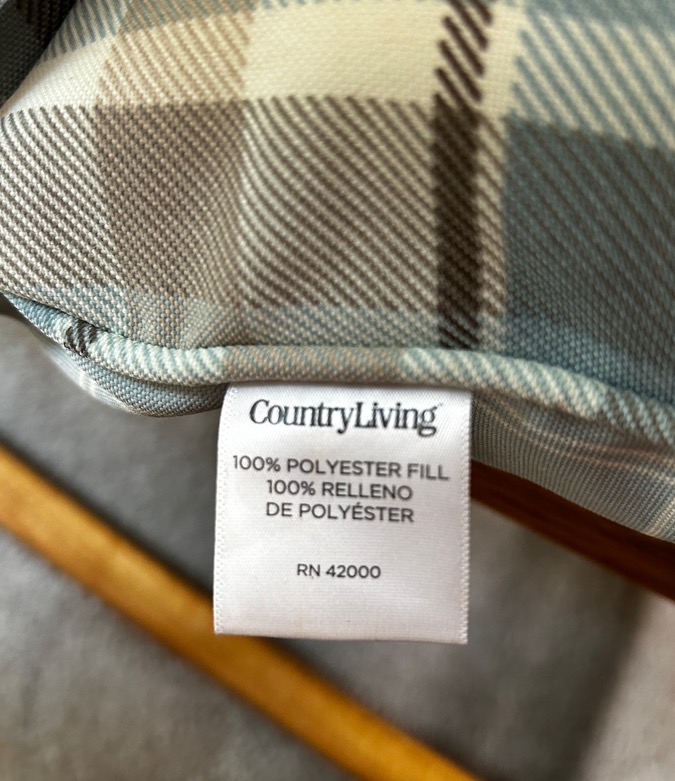 CountryLiving
100% POLYESTER FILL
100% RELLENO
DE POLYÉSTER
RN 42000